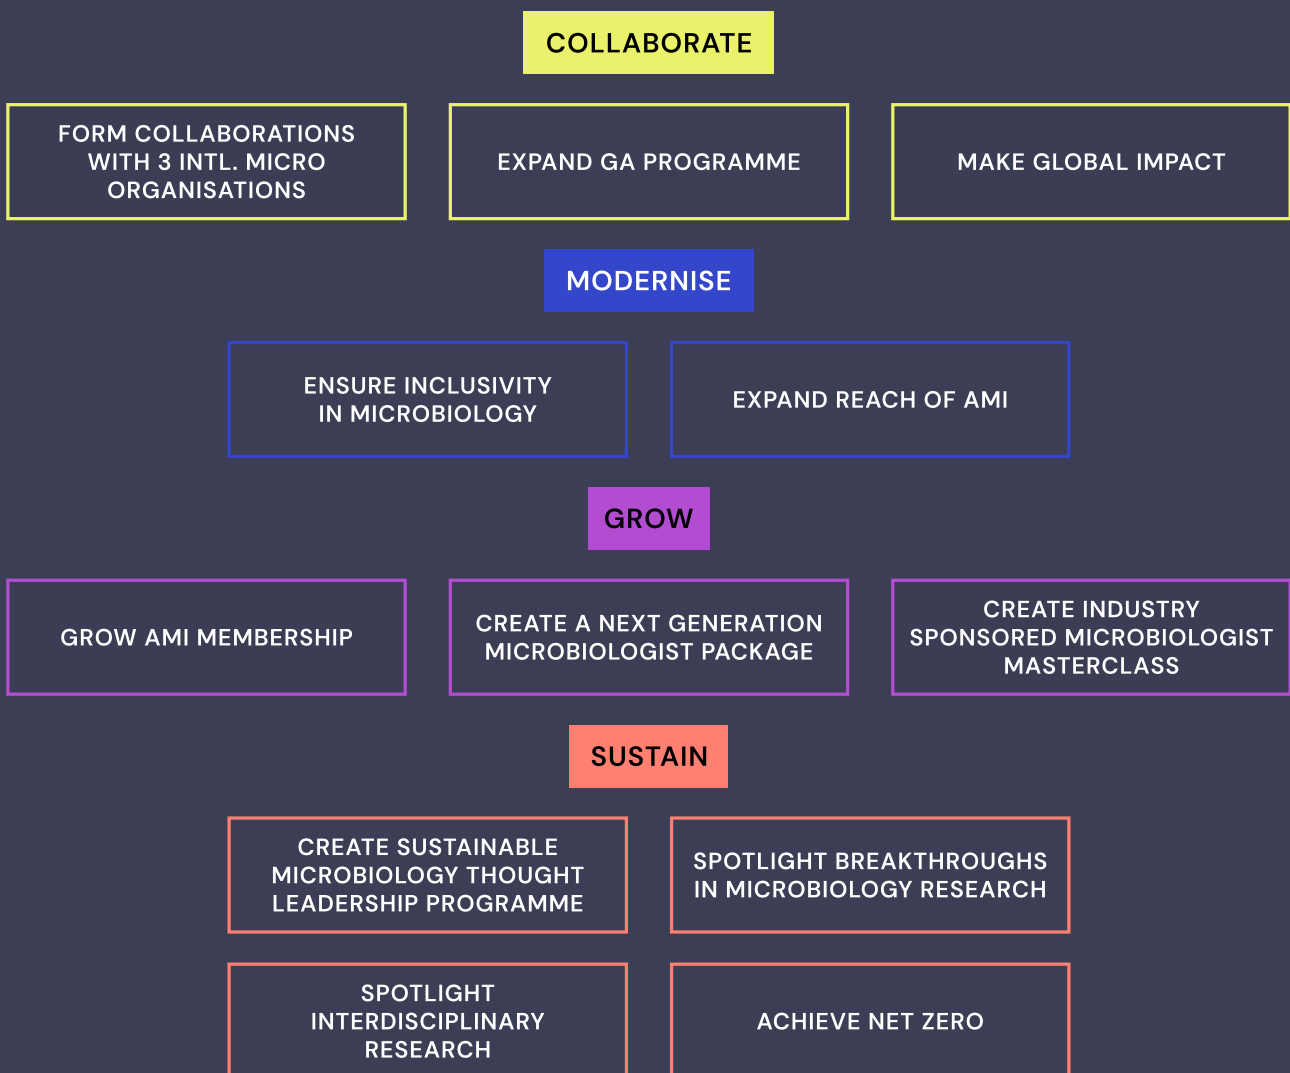 COLLABORATE
FORM COLLABORATIONS
WITH 3 INTL. MICRO
ORGANISATIONS
EXPAND GA PROGRAMME
MAKE GLOBAL IMPACT
MODERNISE
ENSURE INCLUSIVITY
IN MICROBIOLOGY
EXPAND REACH OF AMI
GROW
GROW AMI MEMBERSHIP
CREATE A NEXT GENERATION
MICROBIOLOGIST PACKAGE
CREATE INDUSTRY
SPONSORED MICROBIOLOGIST
MASTERCLASS
SUSTAIN
CREATE SUSTAINABLE
MICROBIOLOGY THOUGHT
LEADERSHIP PROGRAMME
SPOTLIGHT BREAKTHROUGHS
IN MICROBIOLOGY RESEARCH
SPOTLIGHT
INTERDISCIPLINARY
RESEARCH
ACHIEVE NET ZERO